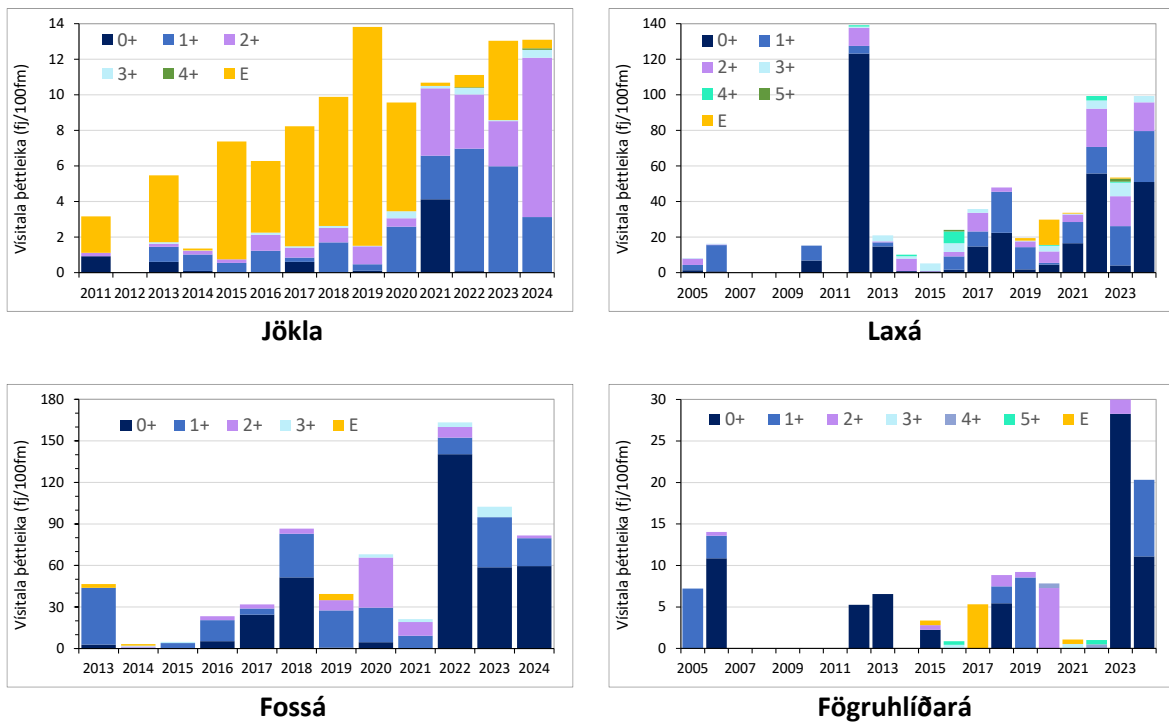 Vísitala þéttleika (fj/100fm)
14
12
10
8
6
4
2
0
0+ 1+ 2+
3+ 4+ E
2011 2012 2013 2014 2015 2016 2017 2018 2019 2020 2021 2022 2023 2024
Jökla
Vísitala þéttleika (fj/100fm)
140
120
100
80
60
40
20
0
0+ 1+
2+ 3+
4+ 5+
E
2005 2007 2009 2011 2013 2015 2017 2019 2021 2023
Laxá
Vísitala þéttleika (fj/100fm)
180
150
120
90
60
30
0
0+ 1+ 2+ 3+ E
2013 2014 2015 2016 2017 2018 2019 2020 2021 2022 2023 2024
Fossá
Vísitala þéttleika (fj/100fm)
30
25
20
15
10
5
0
0+ 1+ 2+ 3+ 4+ 5+ E
2005 2007 2009 2011 2013 2015 2017 2019 2021 2023
Fögruhlíðará